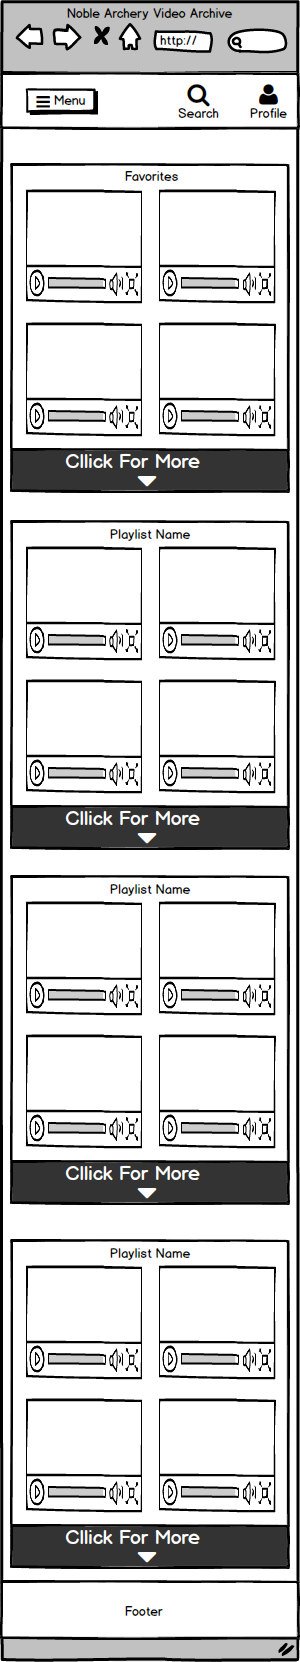 Noble Archery Video Archive
http://
Menu
Search
Profile
Favorites
Cllick For More
Playlist Name
Cllick For More
Playlist Name
Cllick For More
Playlist Name
Cllick For More
Footer